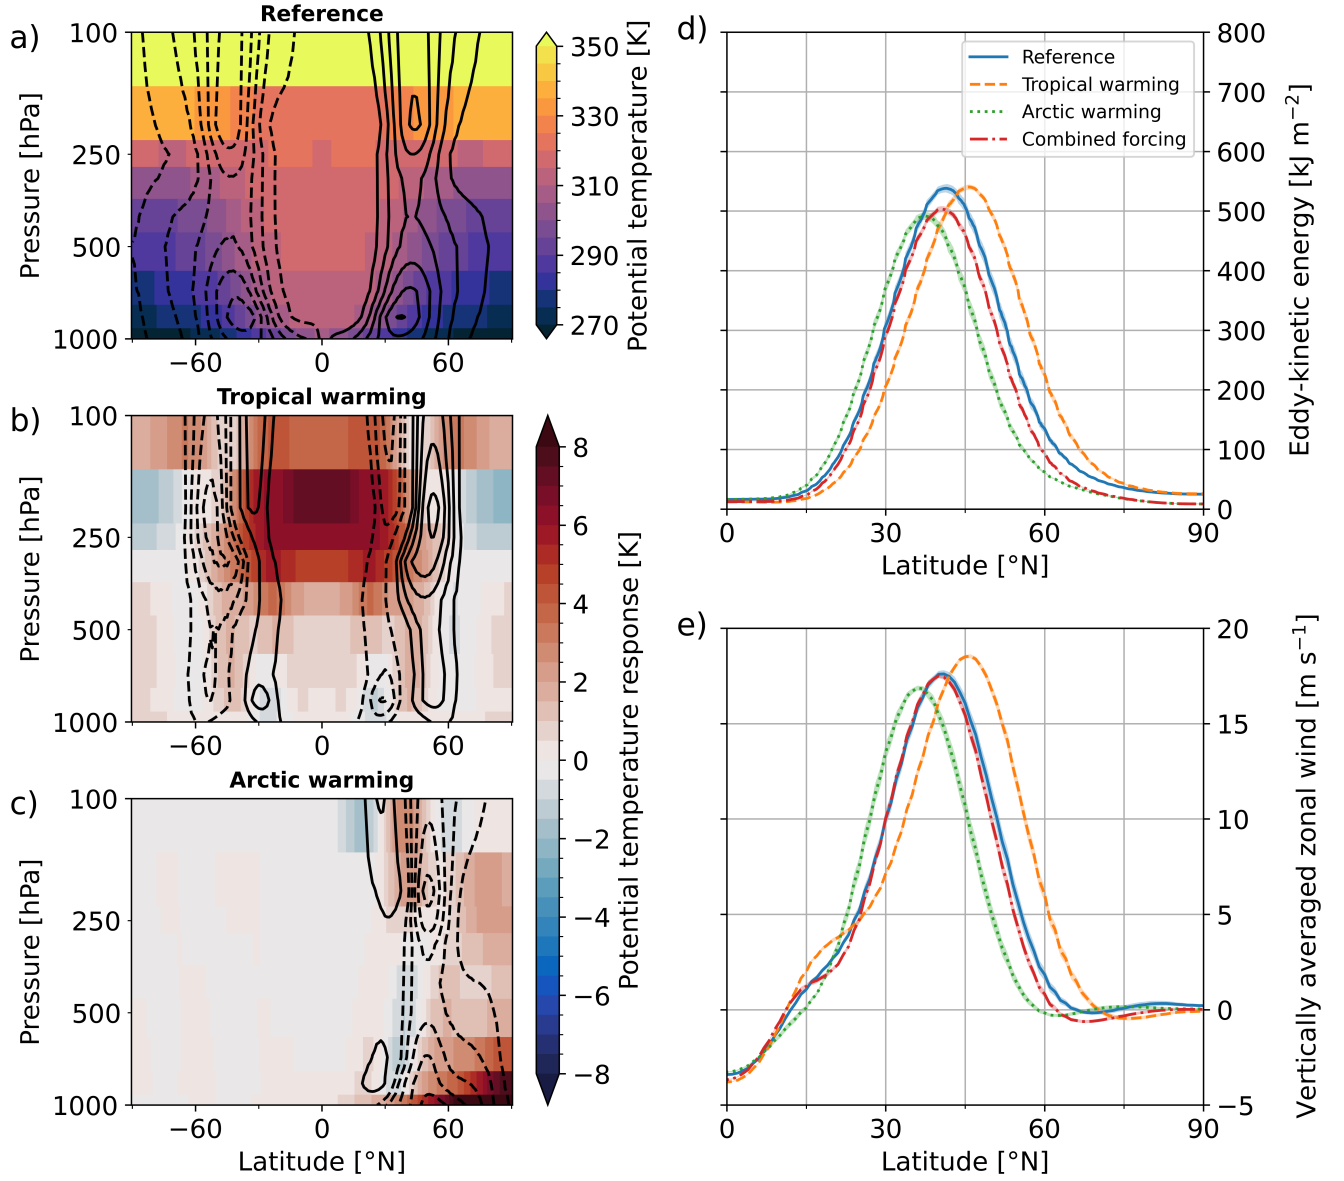 a)
Reference
100
250
500
1000
Pressure [hPa]
−60
0
60
350
330
310
290
270
Potential temperature [K]
b)
Tropical warming
100
250
500
1000
Pressure [hPa]
−60
0
60
c)
Arctic warming
100
250
500
1000
Pressure [hPa]
−60
0
60
Latitude [°N]
8
6
4
2
0
−2
−4
−6
−8
Potential temperature response [K]
d)
Reference
Tropical warming
Arctic warming
Combined forcing
800
700
600
500
400
300
200
100
0
Eddy-kinetic energy [kJ m⁻²]
0
30
60
90
Latitude [°N]
e)
20
15
10
5
0
−5
Vertically averaged zonal wind [m s⁻¹]
0
30
60
90
Latitude [°N]